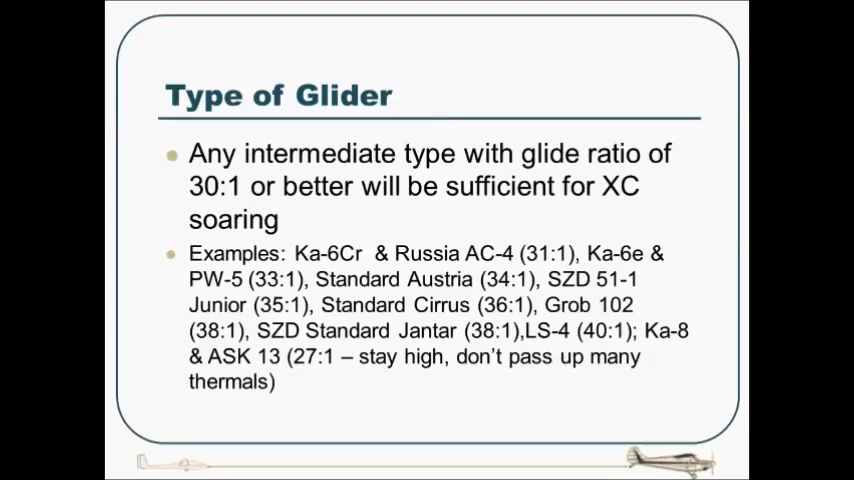 Type of Glider
Any intermediate type with glide ratio of
30:1 or better will be sufficient for XC
soaring
Examples: Ka-6Cr & Russia AC-4 (31:1), Ka-6e &
PW-5 (33:1), Standard Austria (34:1), SZD 51-1
Junior (35:1), Standard Cirrus (36:1), Grob 102
(38:1), SZD Standard Jantar (38:1),LS-4 (40:1); Ka-8
& ASK 13 (27:1 – stay high, don’t pass up many
thermals)